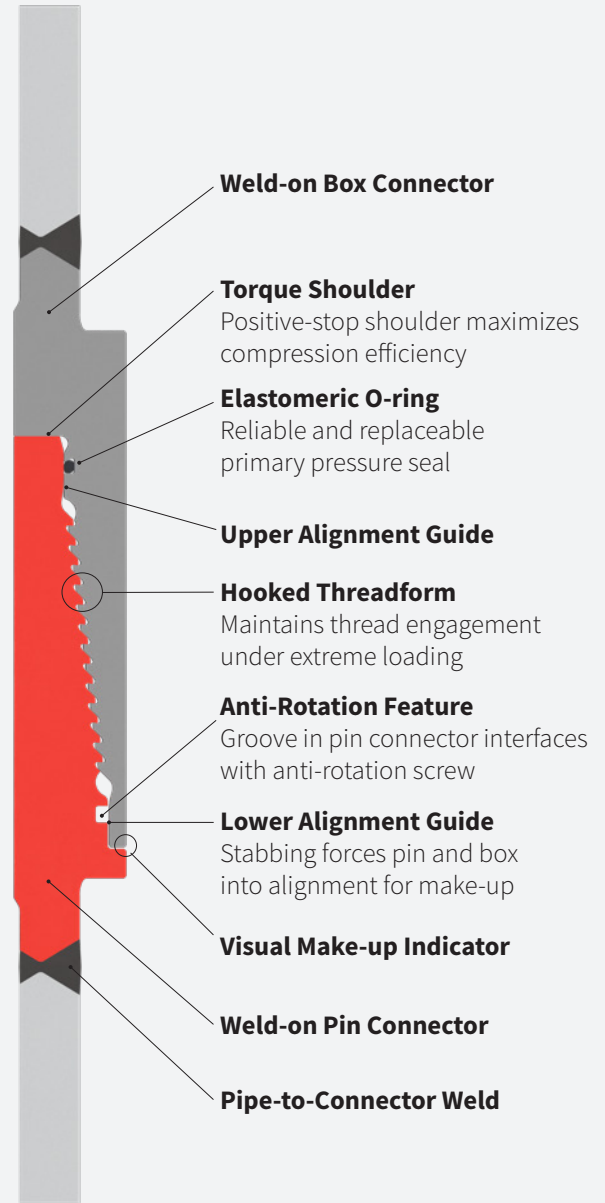 Weld-on Box Connector
Torque Shoulder
Positive-stop shoulder maximizes
compression efficiency
Elastomeric O-ring
Reliable and replaceable
primary pressure seal
Upper Alignment Guide
Hooked Threadform
Maintains thread engagement
under extreme loading
Anti-Rotation Feature
Groove in pin connector interfaces
with anti-rotation screw
Lower Alignment Guide
Stabbing forces pin and box
into alignment for make-up
Visual Make-up Indicator
Weld-on Pin Connector
Pipe-to-Connector Weld